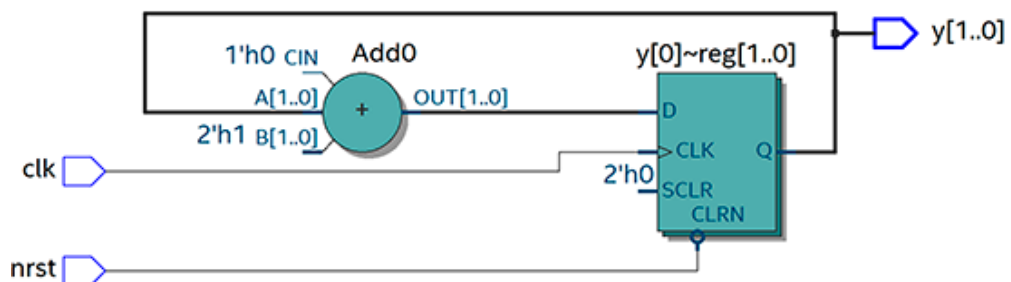 y[1..0]
1'h0 CIN Add0 y[0]~reg[1..0]
A[1..0] + OUT[1..0] D
2'h1 B[1..0]
clk CLK Q
2'h0 SCLR
CLRN
nrst